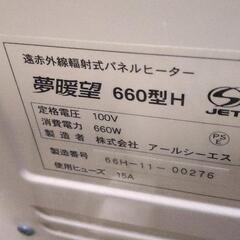 遠赤外線輻射式パネルヒーター
夢暖望 660型H
JET
定格電圧 100V
消費電力 660W
PSE
製造者 株式会社 アールシーエス
製造番号 66H-11-00276
使用ヒューズ 15A